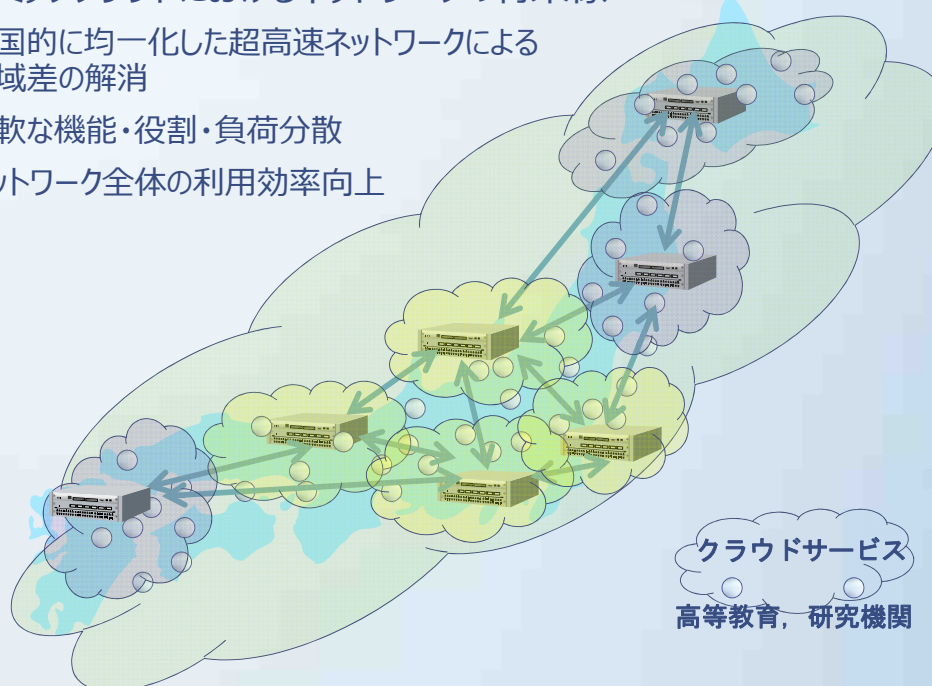 国的に均一化した超高速ネットワークによる
域差の解消
軟な機能・役割・負荷分散
ットワーク全体の利用効率向上
クラウドサービス
高等教育，研究機関